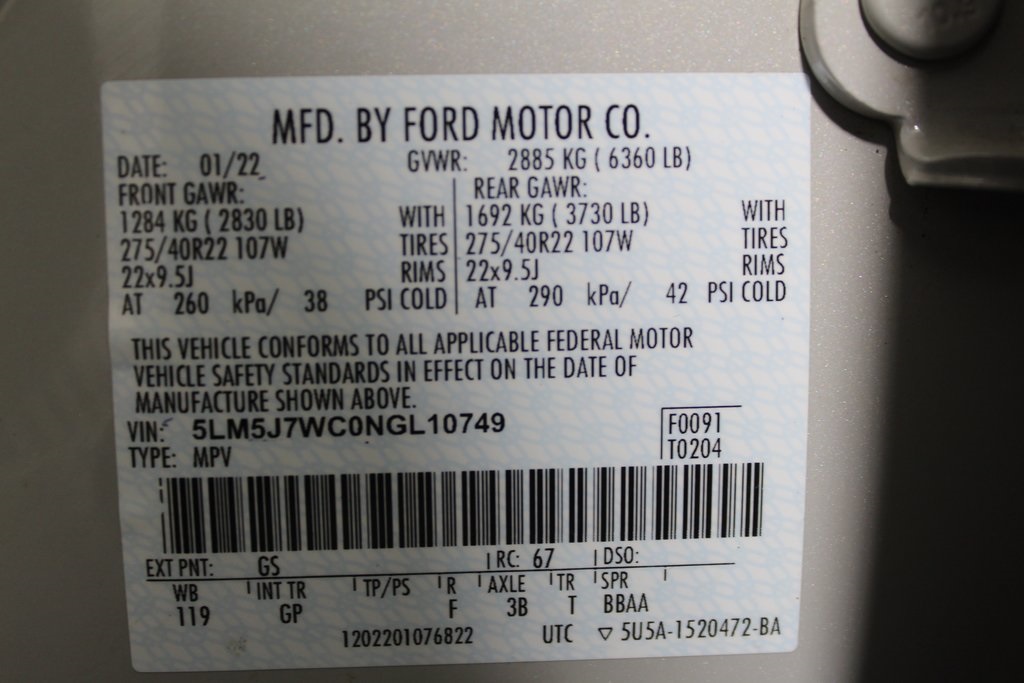 MFD. BY FORD MOTOR CO.
DATE: 01/22 GVWR: 2885 KG ( 6360 LB)
FRONT GAWR: REAR GAWR:
1284 KG ( 2830 LB) WITH 1692 KG ( 3730 LB) WITH
275/40R22 107W TIRES 275/40R22 107W TIRES
22x9.5J RIMS 22x9.5J RIMS
AT 260 kPa/ 38 PSI COLD AT 290 kPa/ 42 PSI COLD
THIS VEHICLE CONFORMS TO ALL APPLICABLE FEDERAL MOTOR
VEHICLE SAFETY STANDARDS IN EFFECT ON THE DATE OF
MANUFACTURE SHOWN ABOVE.
VIN: 5LM5J7WC0NGL10749 F0091
TYPE: MPV T0204
EXT PNT: GS RC: 67 DSO:
WB INT TR TP/PS R AXLE TR SPR
119 GP F 3B T BBAA
1202201076822 UTC ▽ 5U5A-1520472-BA